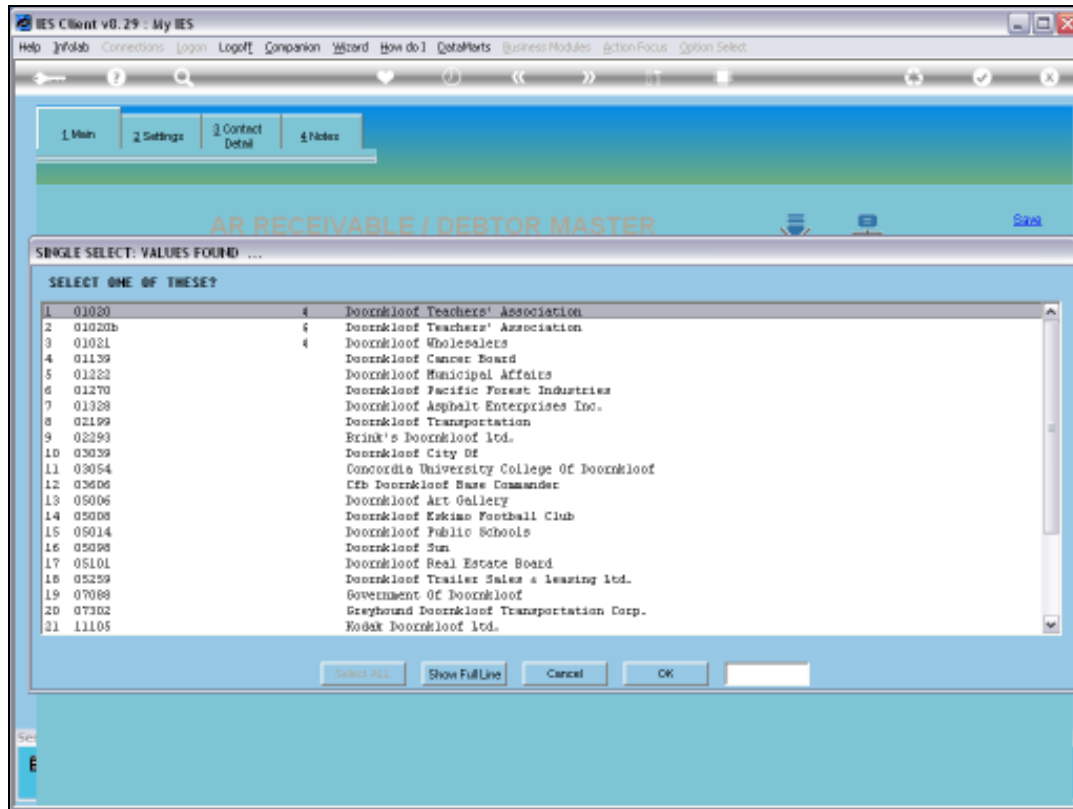 IES Client v8.29 : My IES
Help Infolab Connections Logon Logoff Companion Wizard How do I DataMarts Business Modules Action Focus Option Select
1 Main
2 Settings
3 Contact Detail
4 Notes
AR RECEIVABLE / DEBTOR MASTER
Save
SINGLE SELECT: VALUES FOUND ...
SELECT ONE OF THESE?
1 01020 Doornkloof Teachers' Association
2 01020b Doornkloof Teachers' Association
3 01021 Doornkloof Wholesalers
4 01139 Doornkloof Cancer Board
5 01222 Doornkloof Municipal Affairs
6 01270 Doornkloof Pacific Forest Industries
7 01328 Doornkloof Asphalt Enterprises Inc.
8 02199 Doornkloof Transportation
9 02293 Brink's Doornkloof ltd.
10 03039 Doornkloof City Of
11 03054 Concordia University College Of Doornkloof
12 03606 Cfb Doornkloof Base Commander
13 05006 Doornkloof Art Gallery
14 05008 Doornkloof Eskimo Football Club
15 05014 Doornkloof Public Schools
16 05098 Doornkloof Sun
17 05101 Doornkloof Real Estate Board
18 05259 Doornkloof Trailer Sales & leasing ltd.
19 07088 Government Of Doornkloof
20 07302 Greyhound Doornkloof Transportation Corp.
21 11105 Kodak Doornkloof ltd.
Select ALL
Show Full Line
Cancel
OK